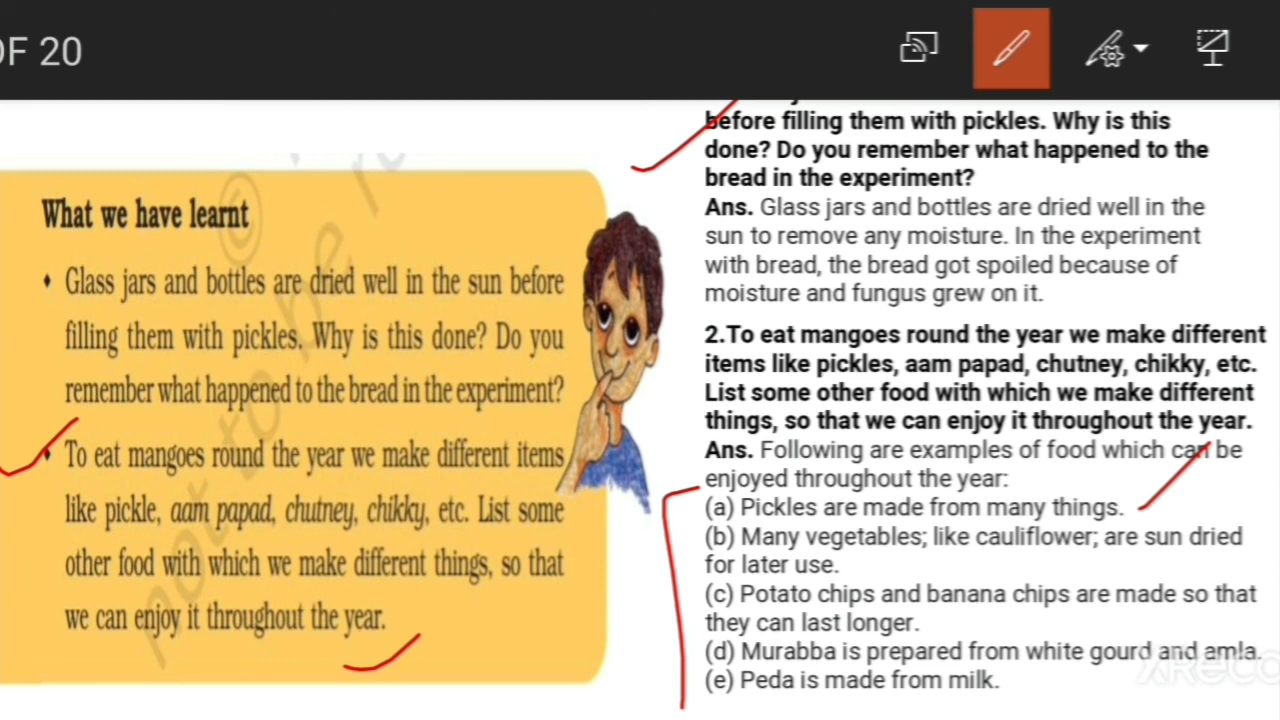 OF 20
What we have learnt
• Glass jars and bottles are dried well in the sun before
filling them with pickles. Why is this done? Do you
remember what happened to the bread in the experiment?
• To eat mangoes round the year we make different items
like pickle, aam papad, chutney, chikky, etc. List some
other food with which we make different things, so that
we can enjoy it throughout the year.
not to be
before filling them with pickles. Why is this
done? Do you remember what happened to the
bread in the experiment?
Ans. Glass jars and bottles are dried well in the
sun to remove any moisture. In the experiment
with bread, the bread got spoiled because of
moisture and fungus grew on it.
2.To eat mangoes round the year we make different
items like pickles, aam papad, chutney, chikky, etc.
List some other food with which we make different
things, so that we can enjoy it throughout the year.
Ans. Following are examples of food which can be
enjoyed throughout the year:
(a) Pickles are made from many things.
(b) Many vegetables; like cauliflower; are sun dried
for later use.
(c) Potato chips and banana chips are made so that
they can last longer.
(d) Murabba is prepared from white gourd and amla.
(e) Peda is made from milk.